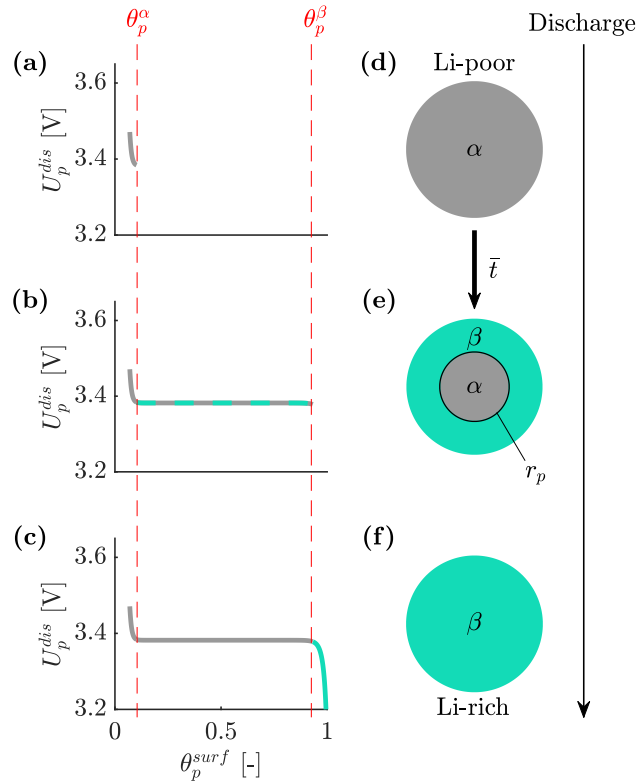 θ_p^α
θ_p^β
Discharge
(a)
3.6
3.4
3.2
U_p^{dis} [V]
(d)
Li-poor
α
t̄
(b)
3.6
3.4
3.2
U_p^{dis} [V]
(e)
β
α
r_p
(c)
3.6
3.4
3.2
U_p^{dis} [V]
0
0.5
1
θ_p^{surf} [-]
(f)
β
Li-rich